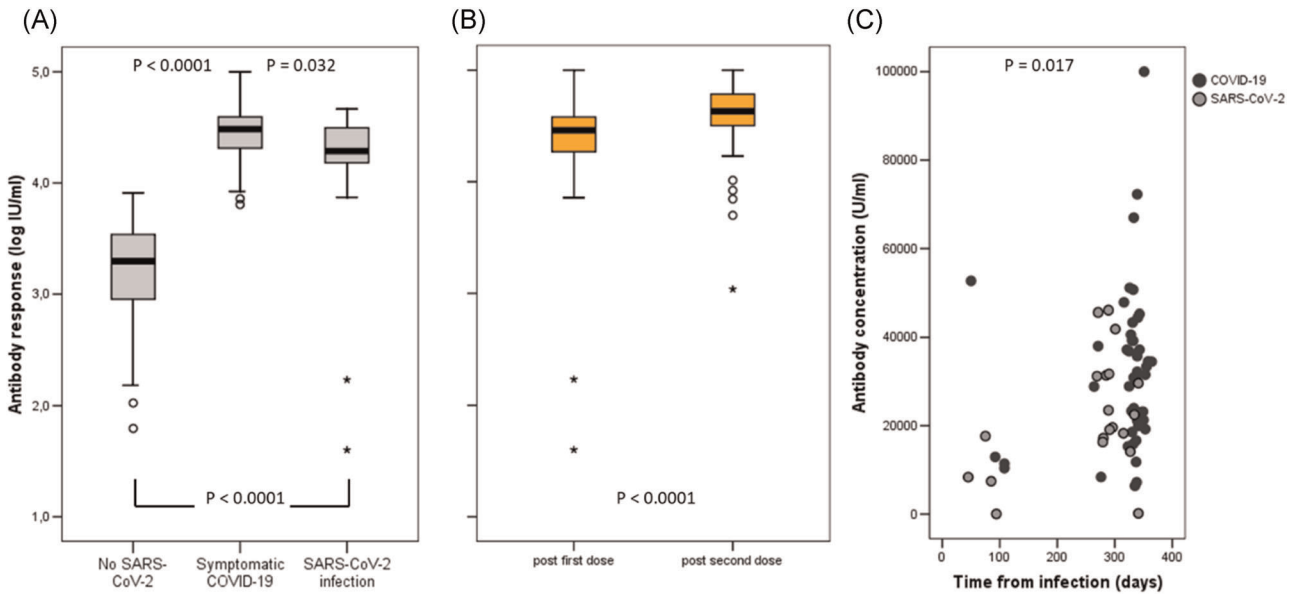 (A)
P < 0.0001
P = 0.032
Antibody response (log IU/ml)
5,0
4,0
3,0
2,0
1,0
P < 0.0001
No SARS-
CoV-2
Symptomatic
COVID-19
SARS-CoV-2
infection
(B)
P < 0.0001
post first dose
post second dose
(C)
P = 0.017
COVID-19
SARS-CoV-2
Antibody concentration (U/ml)
100000
80000
60000
40000
20000
0
0
100
200
300
400
Time from infection (days)